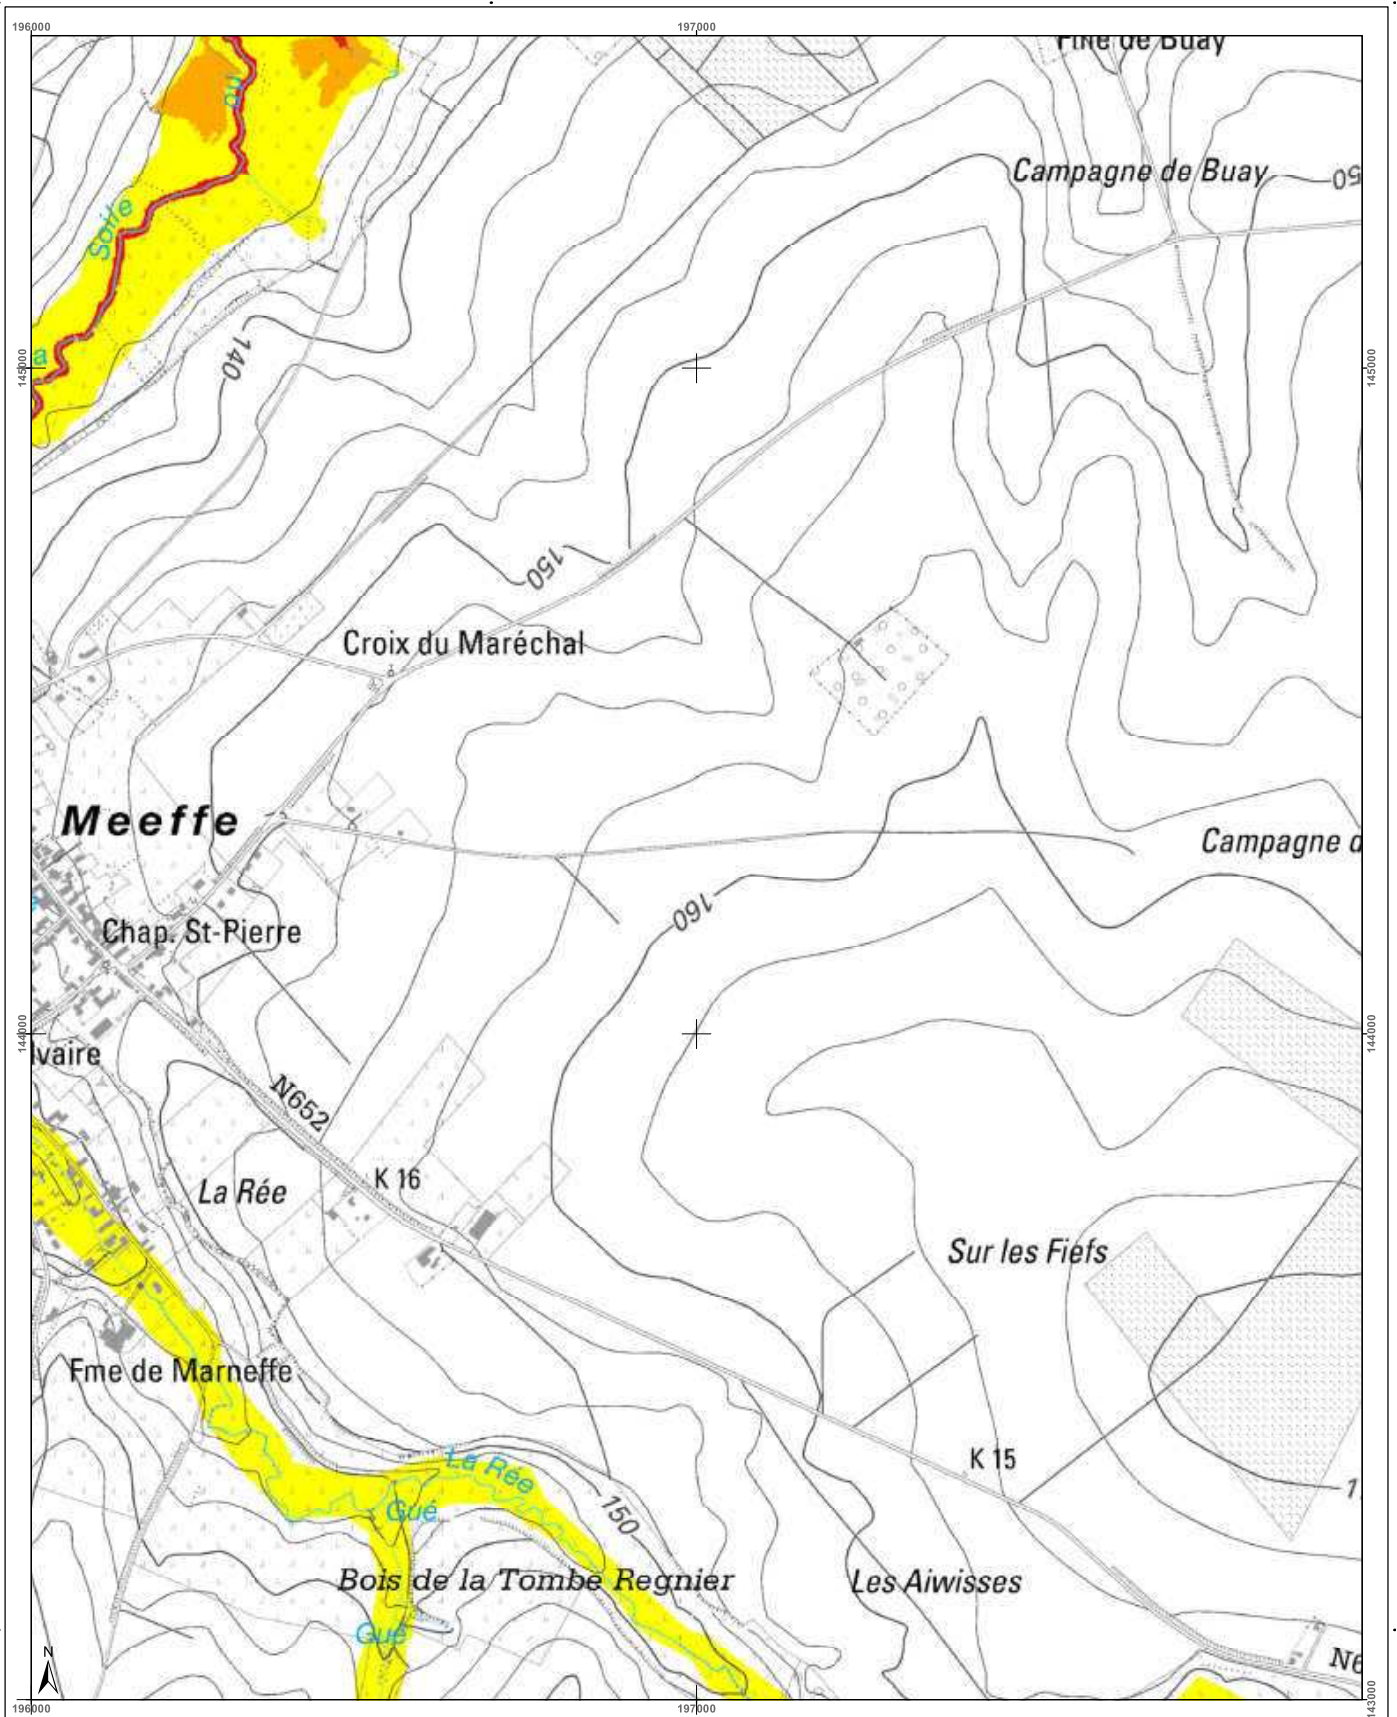 196000
197000
Fme de Buay
ru
Campagne de Buay
Soile
140
145000
145000
150
Croix du Maréchal
Meeffe
Campagne d
160
Chap. St-Pierre
144000
144000
lvaire
N652
K 16
La Rée
Sur les Fiefs
Fme de Marneffe
La Rée
K 15
Gué
150
Bois de la Tombe Regnier
Les Aiwisses
Gué
N
N6
196000
197000
143000